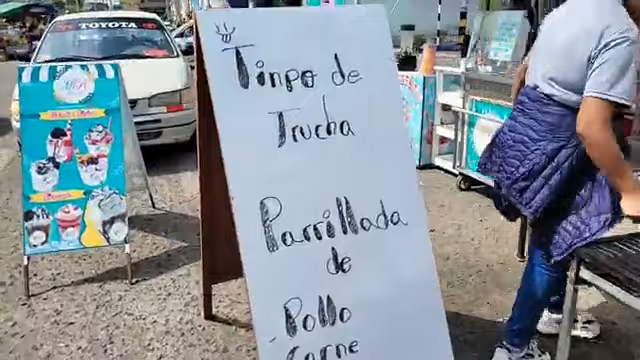 TOYOTA
Tinpo de
Trucha
Parrillada
de
Pollo
Carne